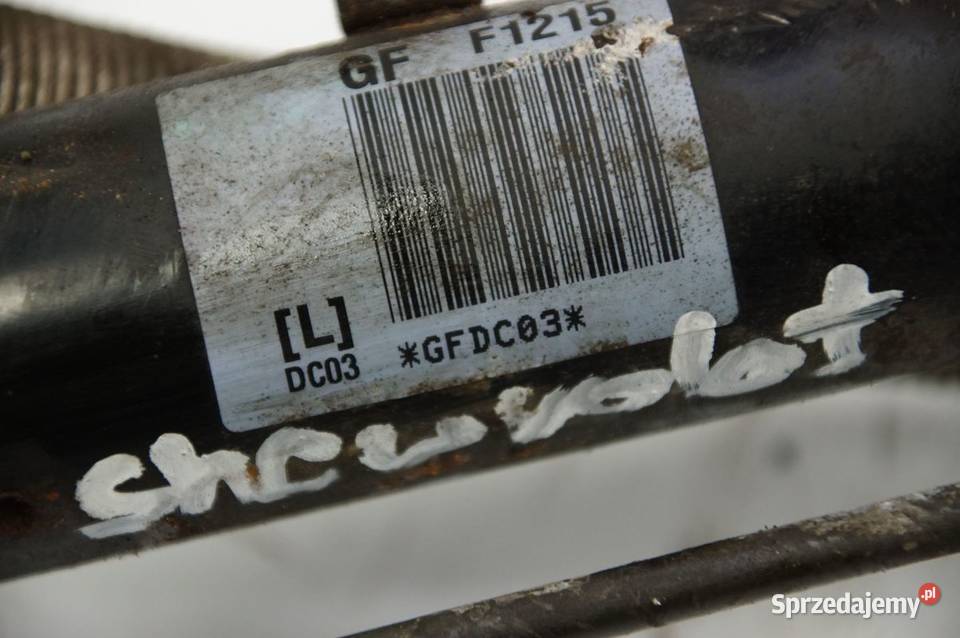 GF F1215
[L]
DC03 *GFDC03*
chevrolet
Sprzedajemy.pl